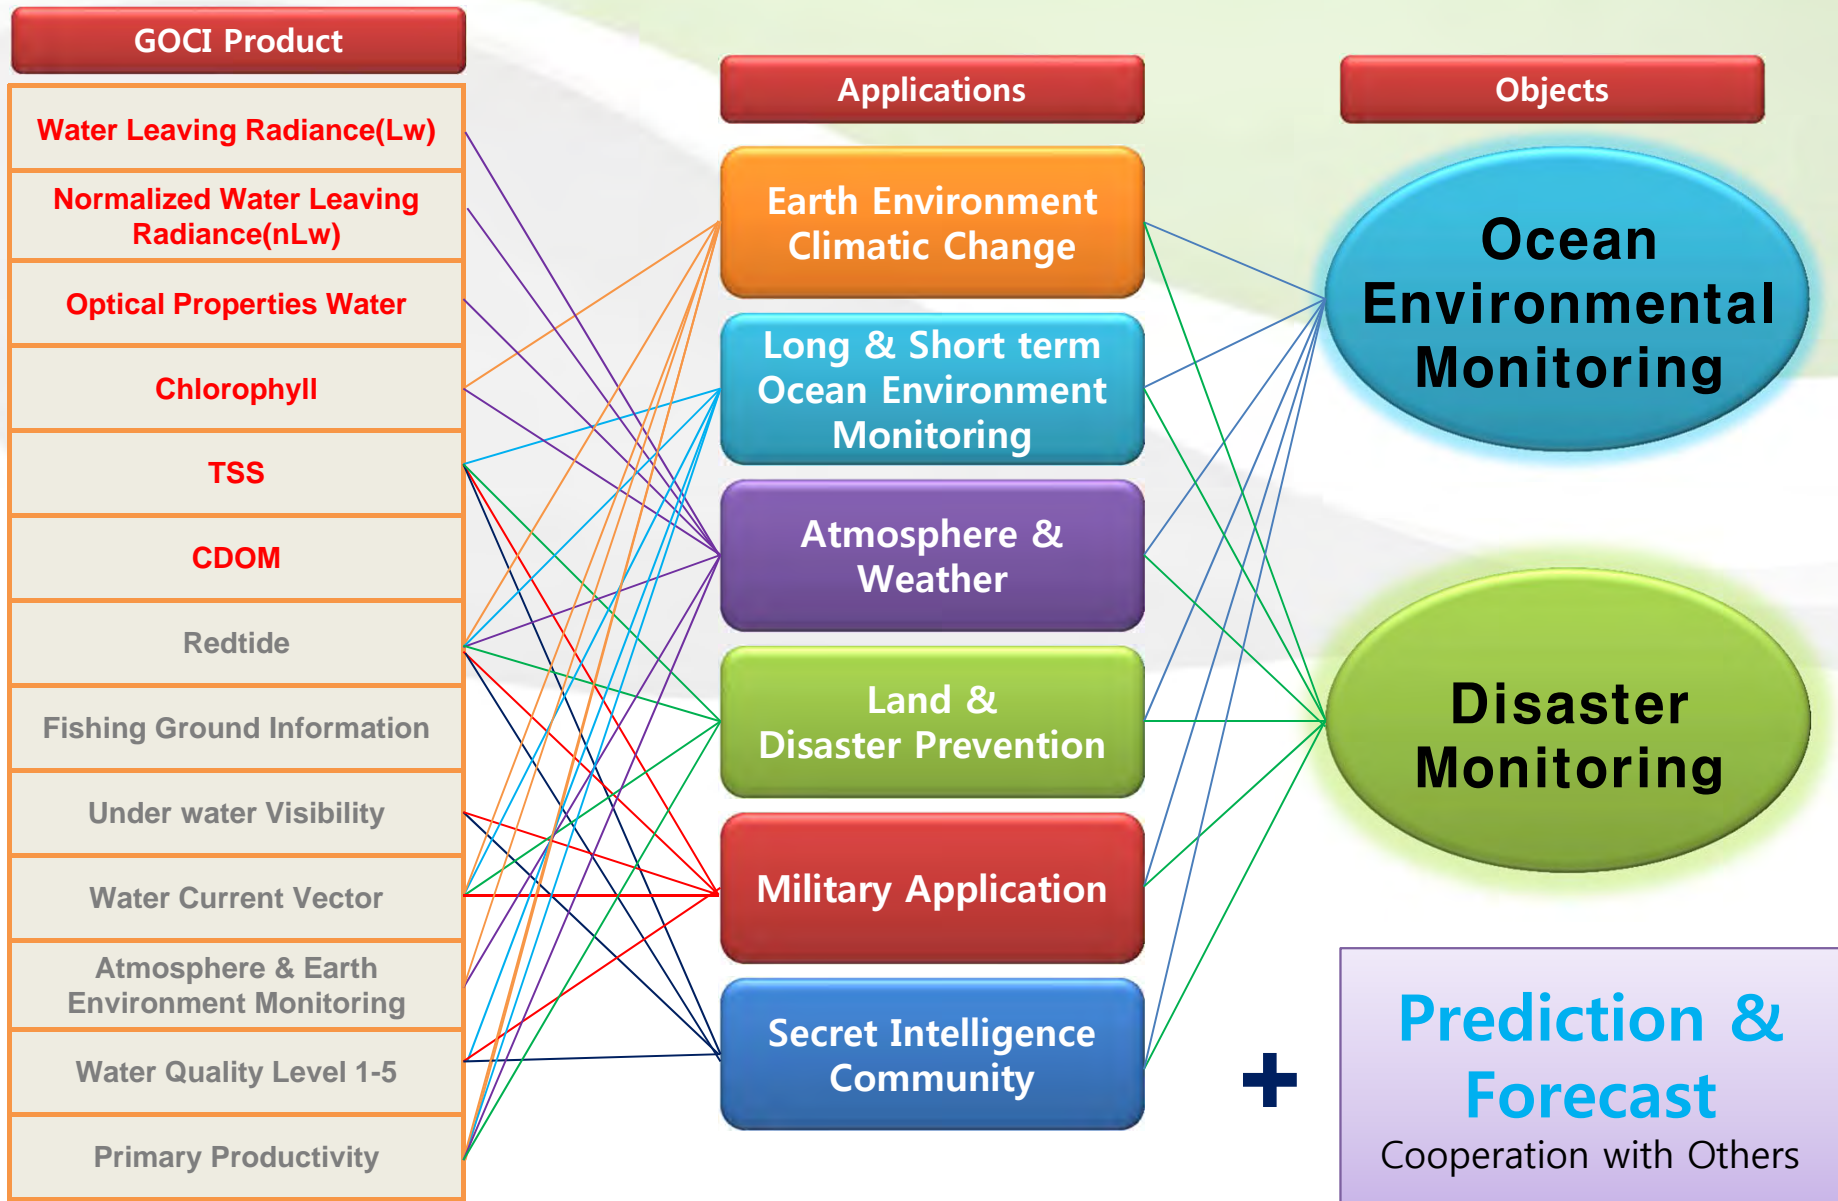 GOCI Product
Water Leaving Radiance(Lw)
Normalized Water Leaving
Radiance(nLw)
Optical Properties Water
Chlorophyll
TSS
CDOM
Redtide
Fishing Ground Information
Under water Visibility
Water Current Vector
Atmosphere & Earth
Environment Monitoring
Water Quality Level 1-5
Primary Productivity
Applications
Earth Environment
Climatic Change
Long & Short term
Ocean Environment
Monitoring
Atmosphere &
Weather
Land &
Disaster Prevention
Military Application
Secret Intelligence
Community
Objects
Ocean
Environmental
Monitoring
Disaster
Monitoring
+
Prediction &
Forecast
Cooperation with Others